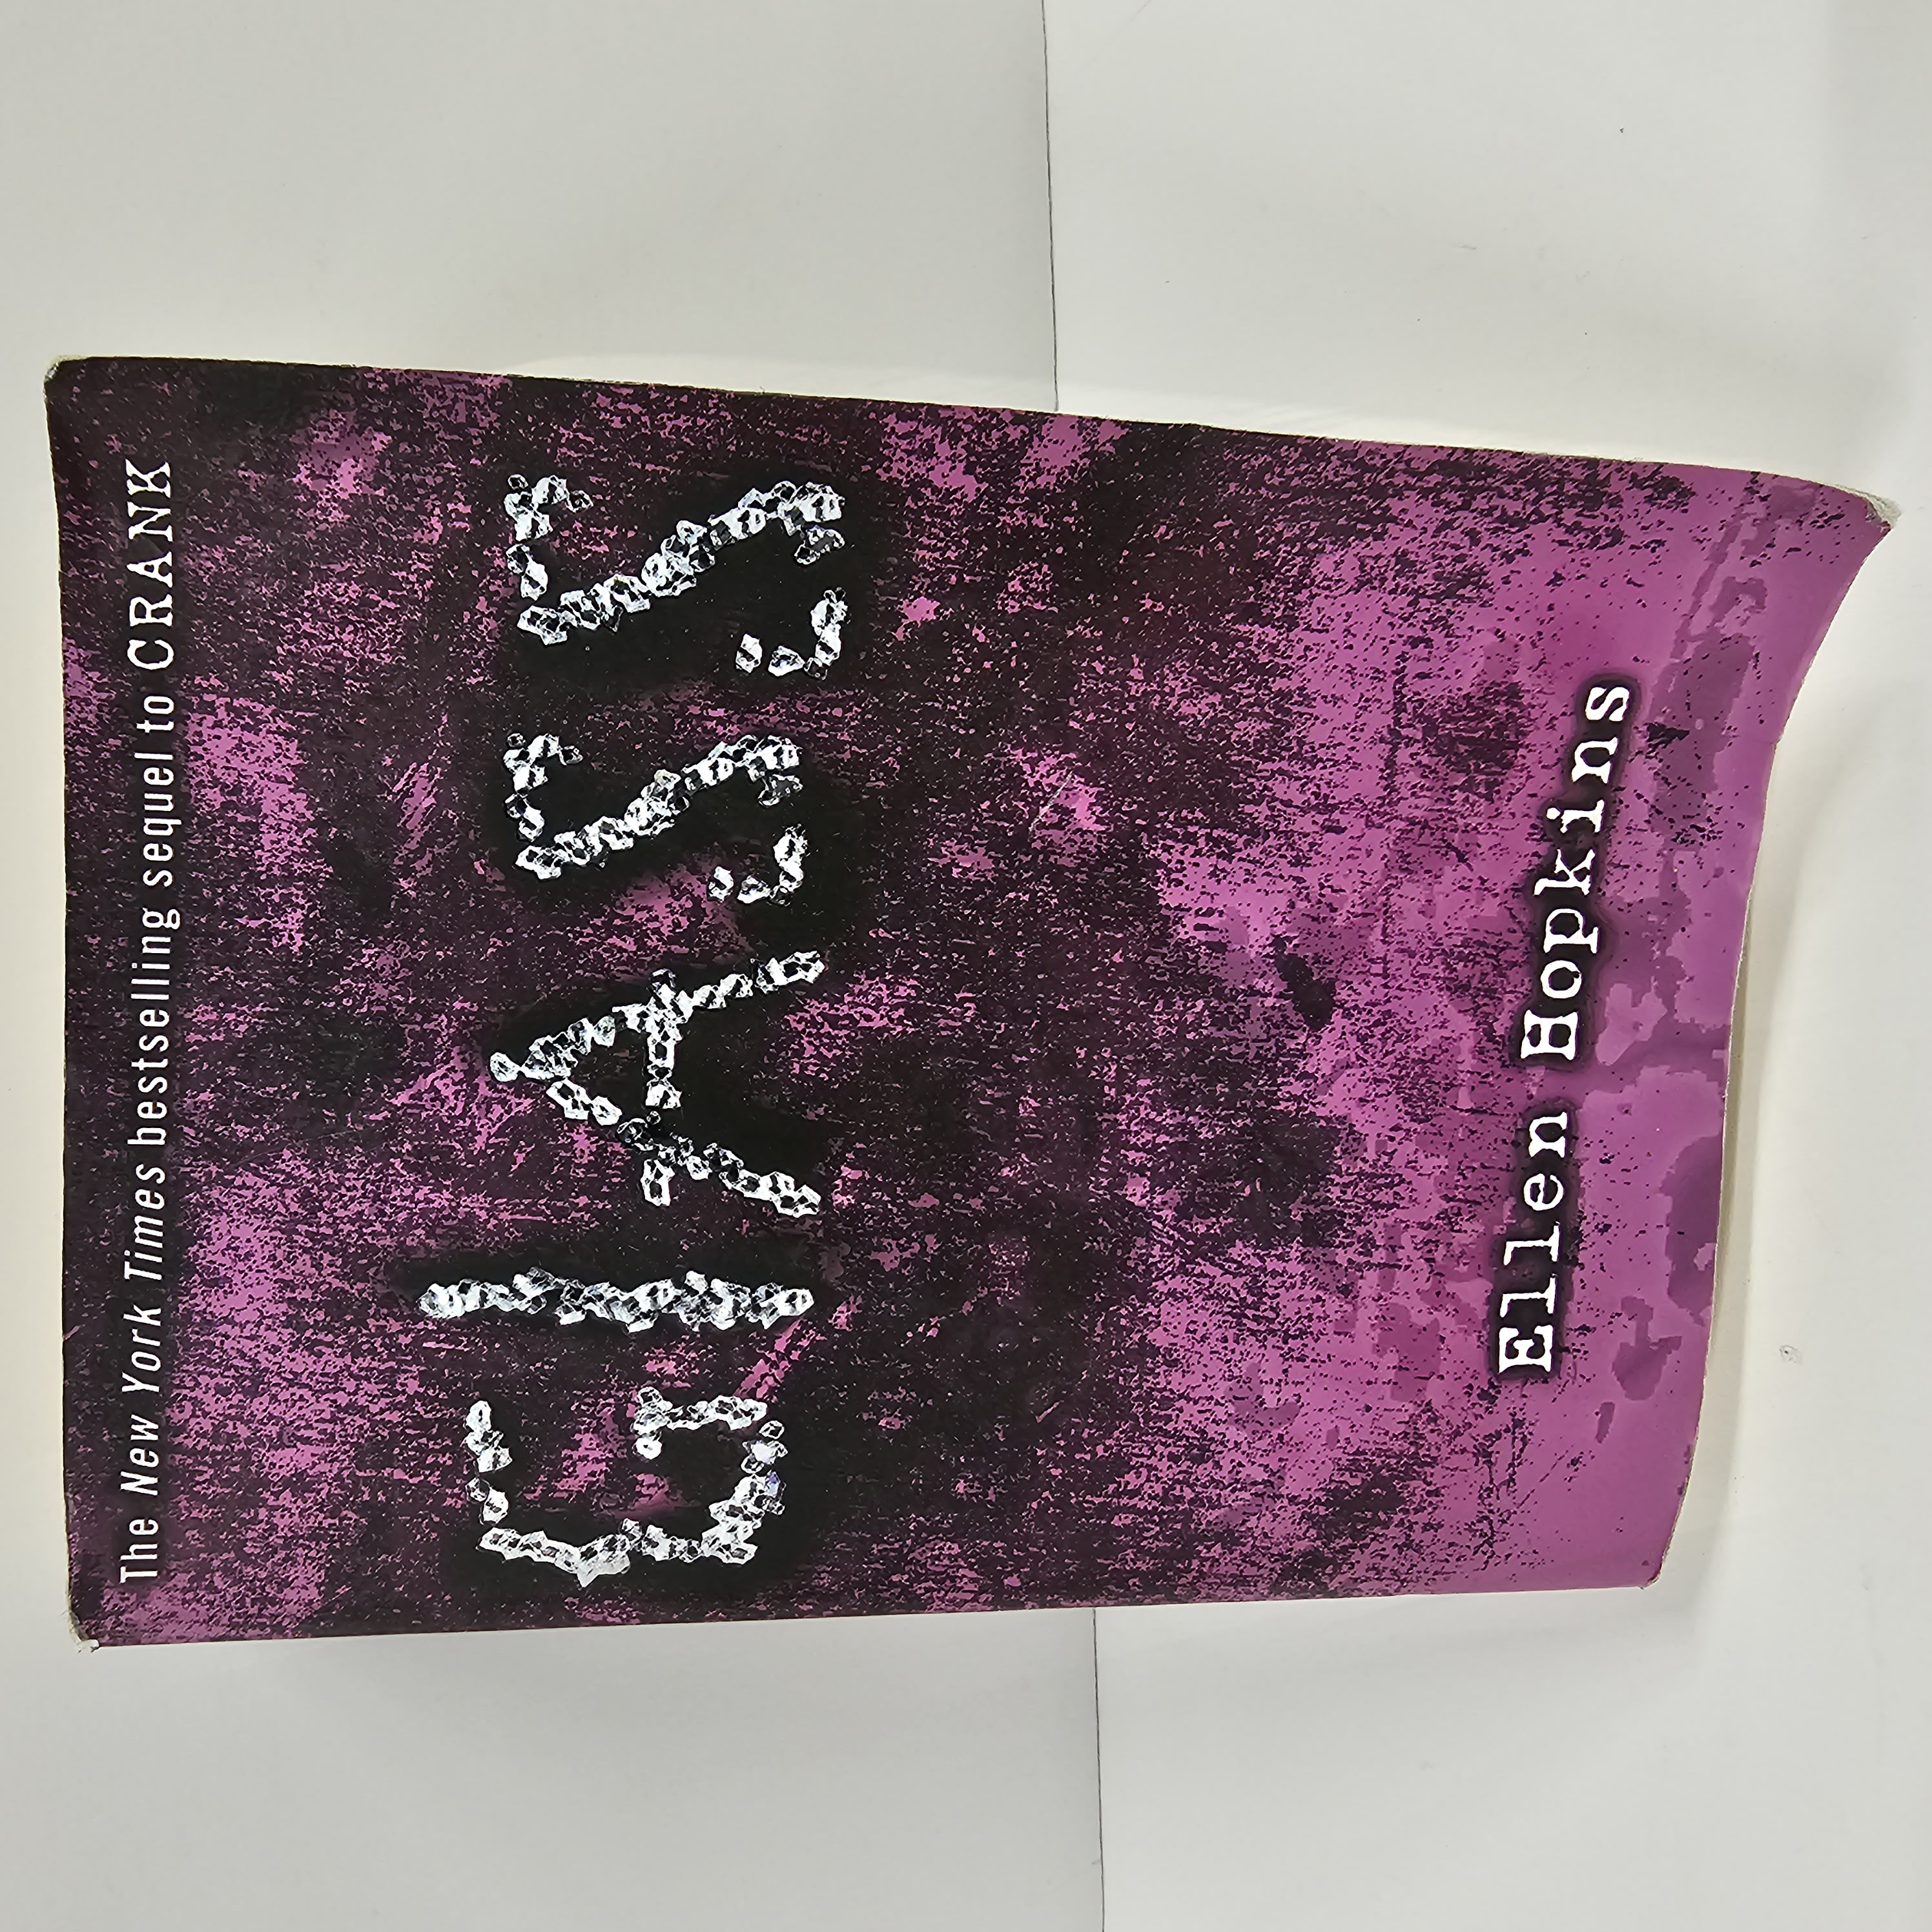 The New York Times bestselling sequel to CRANK
GlASS
Ellen Hopkins